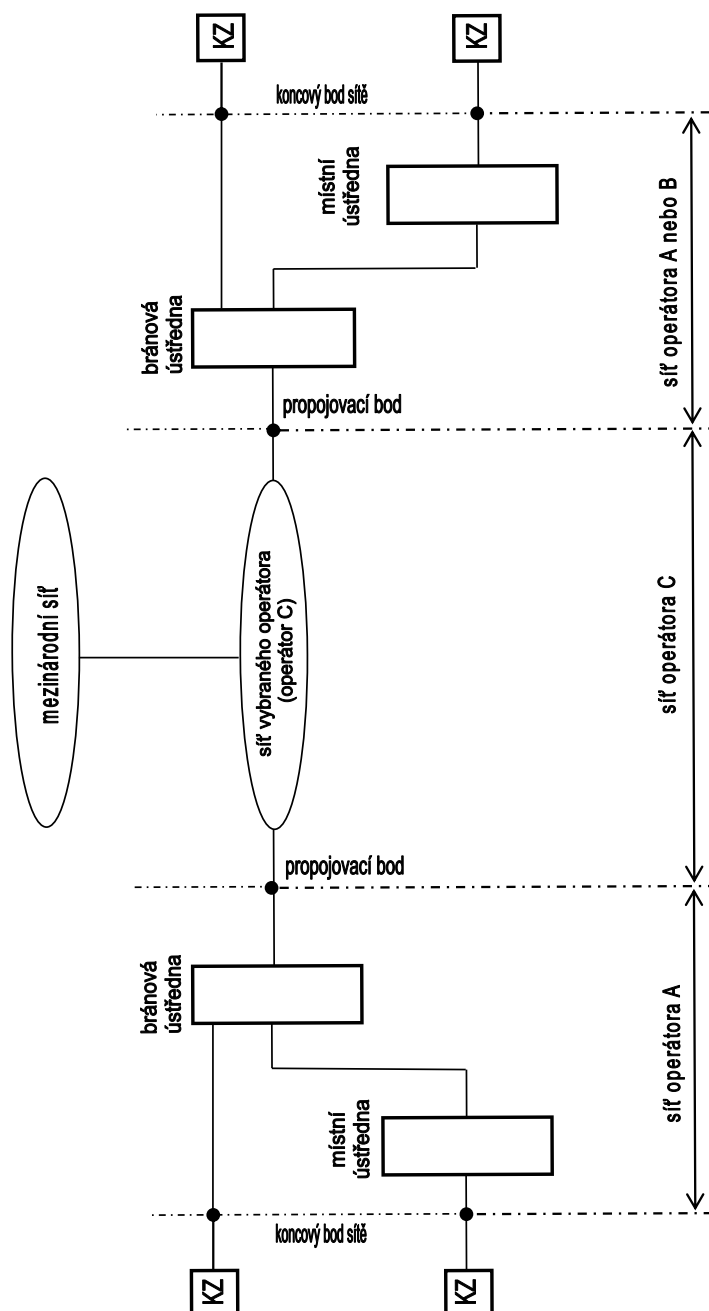 KZ
KZ
koncový bod sítě
místní
ústředna
bránová
ústředna
síť operátora A nebo B
propojovací bod
mezinárodní síť
síť vybraného operátora
(operátor C)
síť operátora C
propojovací bod
bránová
ústředna
síť operátora A
místní
ústředna
koncový bod sítě
KZ
KZ